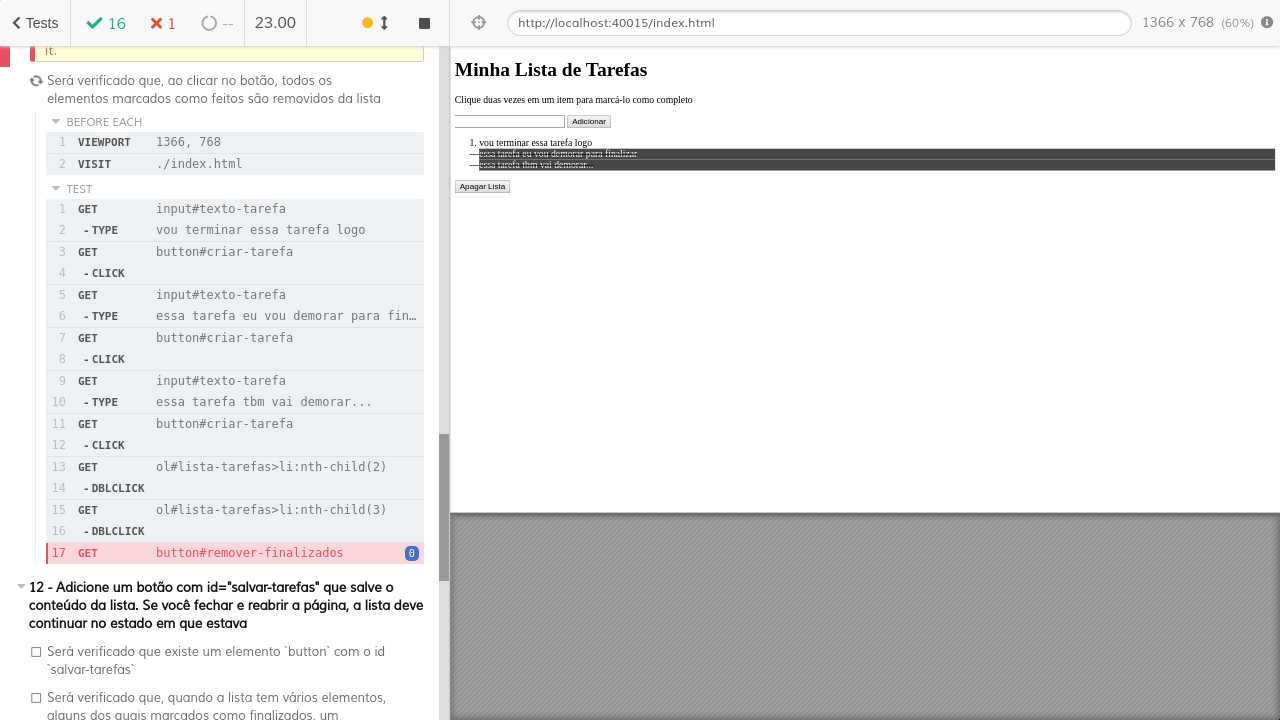 Tests
16
1
--
23.00
http://localhost:40015/index.html
1366 x 768 (60%)
it.
Será verificado que, ao clicar no botão, todos os
elementos marcados como feitos são removidos da lista
BEFORE EACH
1 VIEWPORT 1366, 768
2 VISIT ./index.html
TEST
1 GET input#texto-tarefa
2 -TYPE vou terminar essa tarefa logo
3 GET button#criar-tarefa
4 -CLICK
5 GET input#texto-tarefa
6 -TYPE essa tarefa eu vou demorar para fin…
7 GET button#criar-tarefa
8 -CLICK
9 GET input#texto-tarefa
10 -TYPE essa tarefa tbm vai demorar...
11 GET button#criar-tarefa
12 -CLICK
13 GET ol#lista-tarefas>li:nth-child(2)
14 -DBLCLICK
15 GET ol#lista-tarefas>li:nth-child(3)
16 -DBLCLICK
17 GET button#remover-finalizados 0
12 - Adicione um botão com id="salvar-tarefas" que salve o
conteúdo da lista. Se você fechar e reabrir a página, a lista deve
continuar no estado em que estava
Será verificado que existe um elemento `button` com o id
`salvar-tarefas`
Será verificado que, quando a lista tem vários elementos,
alguns dos quais marcados como finalizados, um
Minha Lista de Tarefas
Clique duas vezes em um item para marcá-lo como completo
Adicionar
1. vou terminar essa tarefa logo
essa tarefa eu vou demorar para finalizar
essa tarefa tbm vai demorar...
Apagar Lista